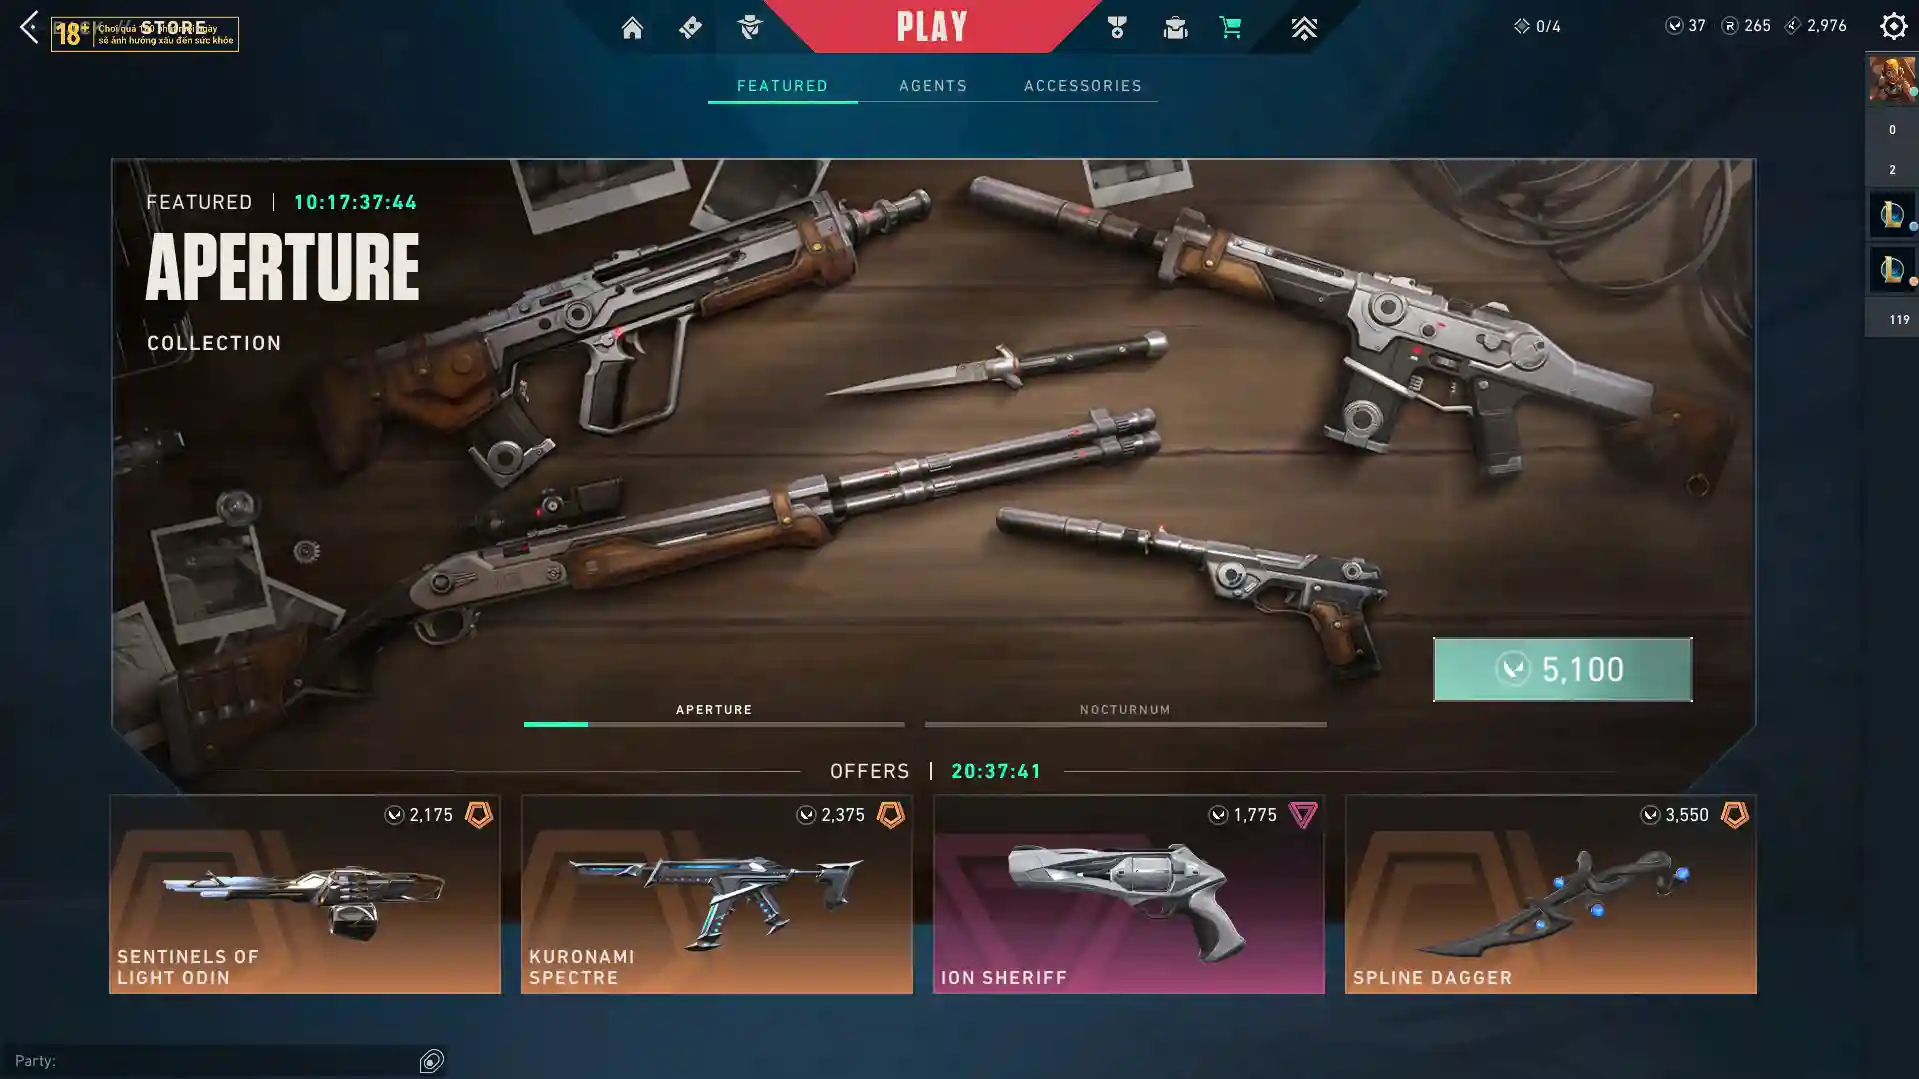 STORE
18+
Chơi quá 180 phút mỗi ngày
sẽ ảnh hưởng xấu đến sức khỏe
PLAY
0/4
37
265
2,976
FEATURED
AGENTS
ACCESSORIES
0
2
119
FEATURED | 10:17:37:44
APERTURE
COLLECTION
5,100
APERTURE
NOCTURNUM
OFFERS | 20:37:41
2,175
SENTINELS OF
LIGHT ODIN
2,375
KURONAMI
SPECTRE
1,775
ION SHERIFF
3,550
SPLINE DAGGER
Party: